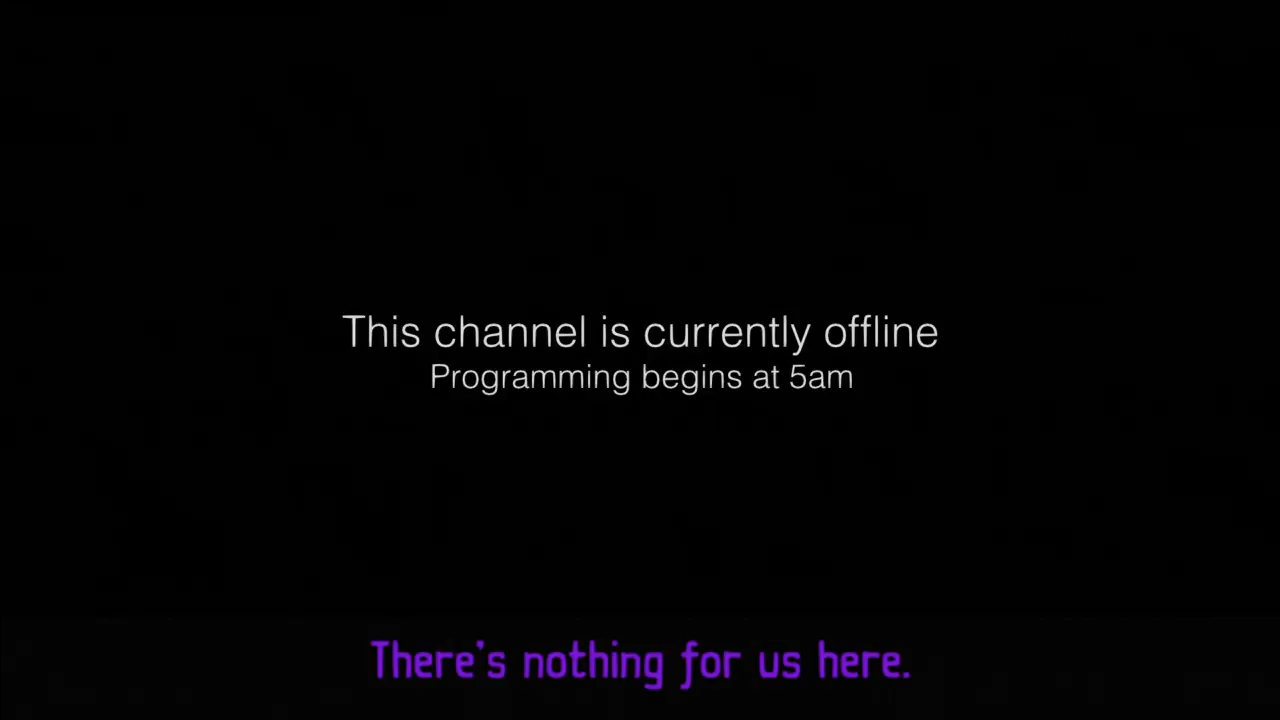 This channel is currently offline
Programming begins at 5am
There's nothing for us here.